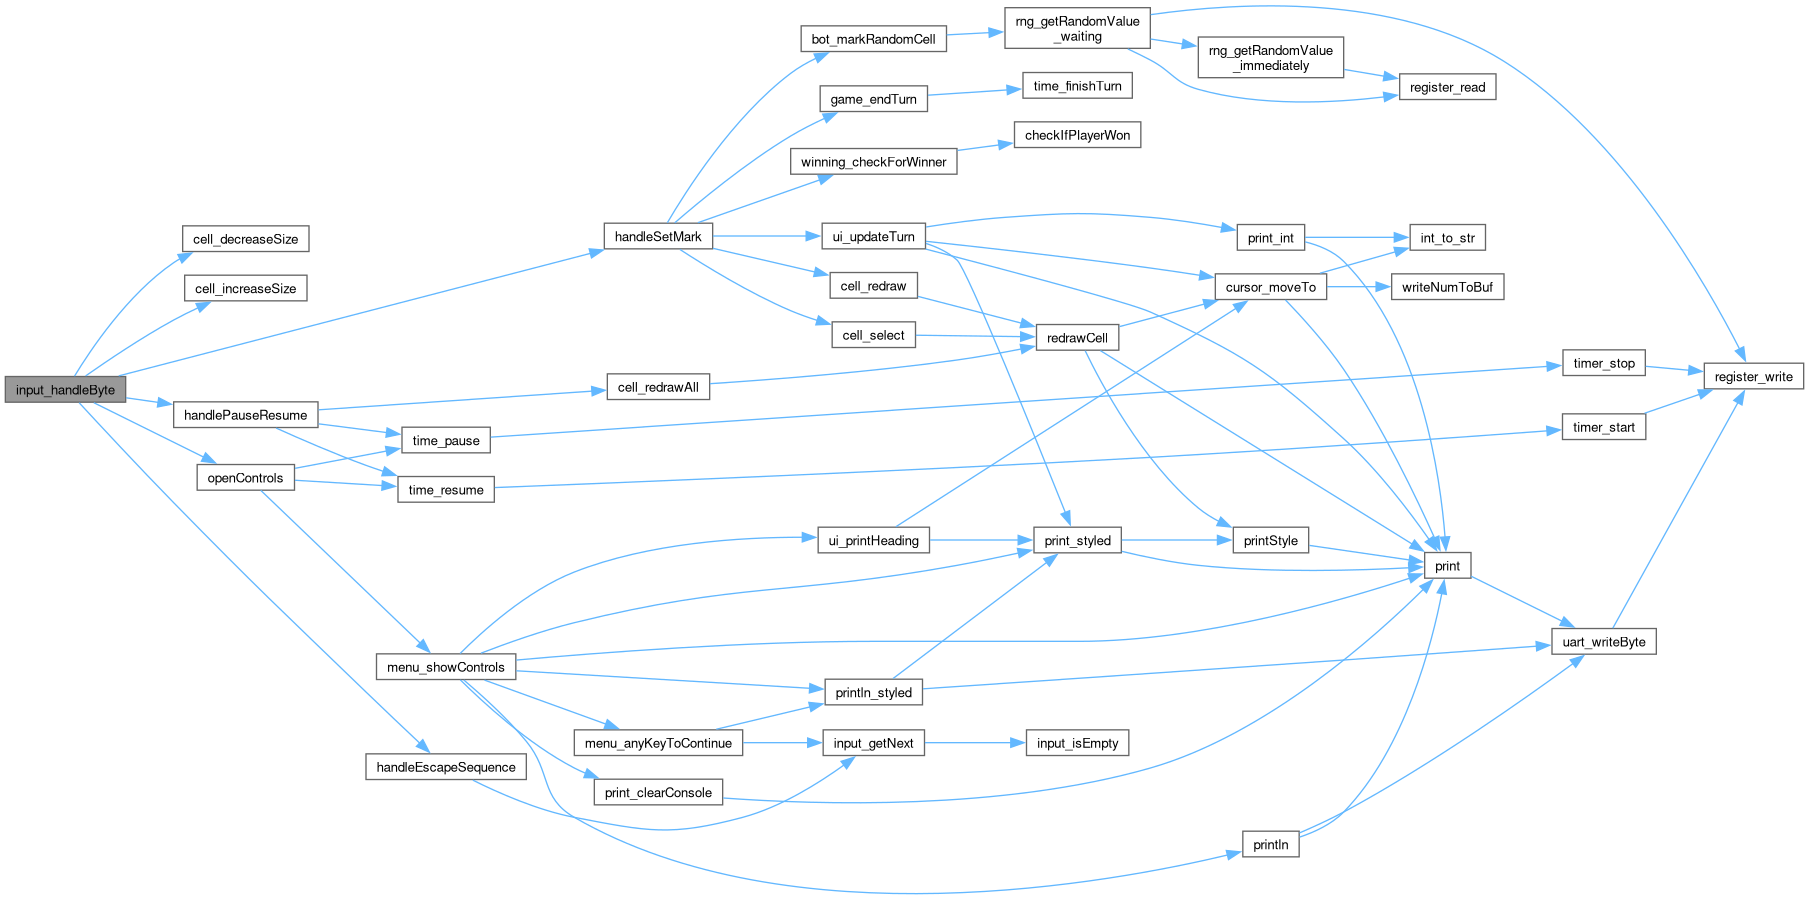 rng_getRandomValue
_waiting
bot_markRandomCell
rng_getRandomValue
_immediately
register_read
time_finishTurn
game_endTurn
checkIfPlayerWon
winning_checkForWinner
cell_decreaseSize
handleSetMark
ui_updateTurn
print_int
int_to_str
cell_increaseSize
cell_redraw
cursor_moveTo
writeNumToBuf
cell_select
redrawCell
timer_stop
register_write
input_handleByte
cell_redrawAll
handlePauseResume
timer_start
time_pause
openControls
time_resume
ui_printHeading
print_styled
printStyle
print
uart_writeByte
menu_showControls
println_styled
menu_anyKeyToContinue
input_getNext
input_isEmpty
handleEscapeSequence
print_clearConsole
println